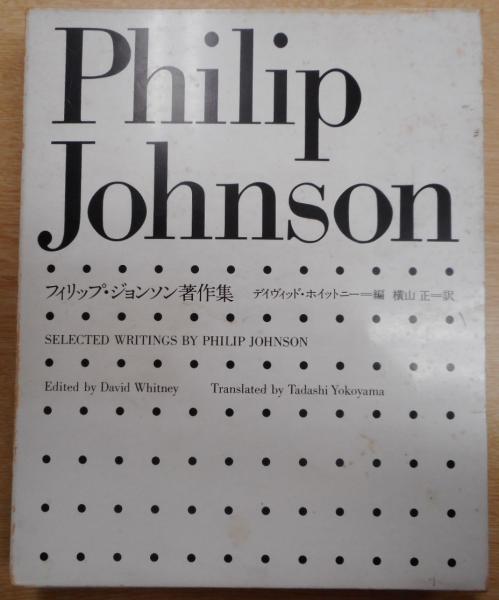 Philip
Johnson
フィリップ・ジョンソン著作集 デイヴィッド・ホイットニー＝編 横山 正＝訳
SELECTED WRITINGS BY PHILIP JOHNSON
Edited by David Whitney Translated by Tadashi Yokoyama